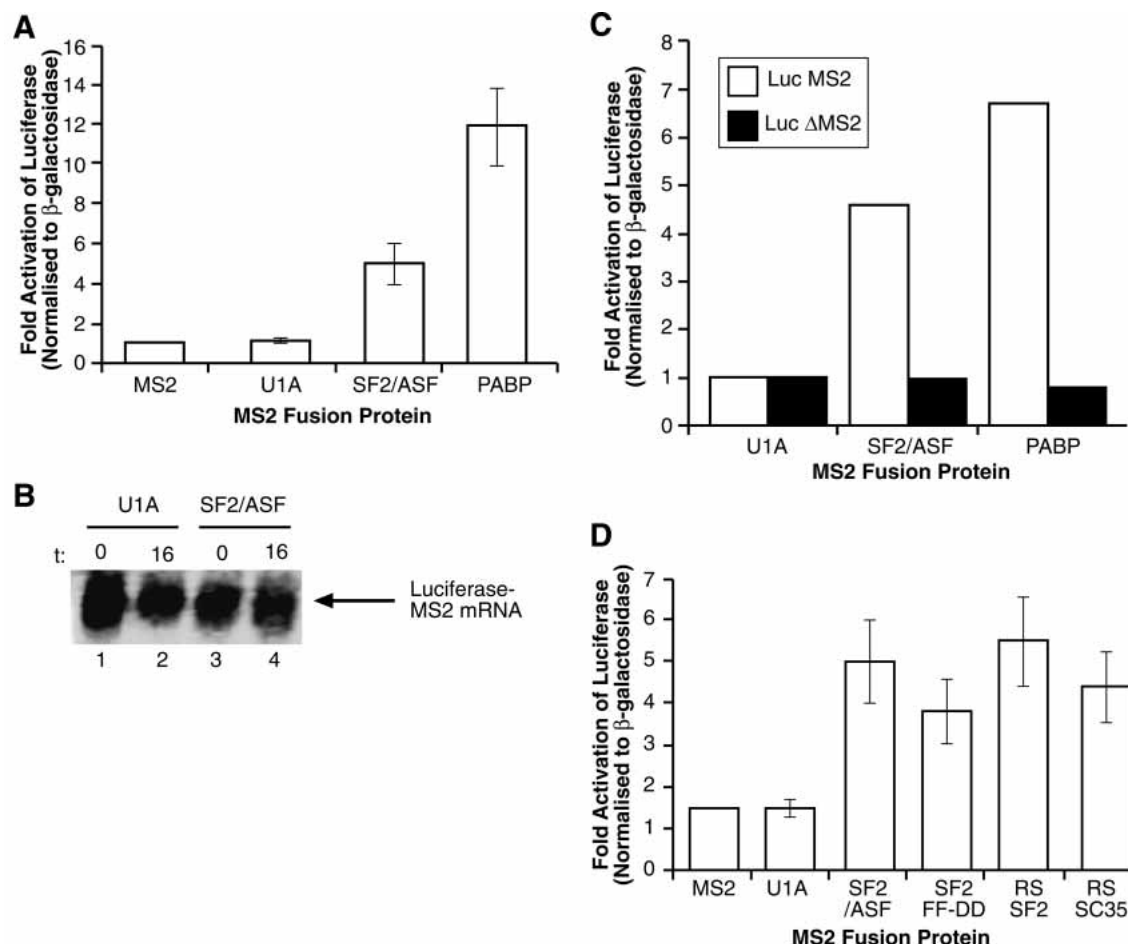 A
Fold Activation of Luciferase
(Normalised to β-galactosidase)
16
14
12
10
8
6
4
2
0
MS2 U1A SF2/ASF PABP
MS2 Fusion Protein
B
U1A SF2/ASF
t: 0 16 0 16
Luciferase-
MS2 mRNA
1 2 3 4
C
Fold Activation of Luciferase
(Normalised to β-galactosidase)
8
7
6
5
4
3
2
1
0
Luc MS2
Luc ΔMS2
U1A SF2/ASF PABP
MS2 Fusion Protein
D
Fold Activation of Luciferase
(Normalised to β-galactosidase)
7
6
5
4
3
2
1
0
MS2 U1A SF2 SF2 RS RS
/ASF FF-DD SF2 SC35
MS2 Fusion Protein